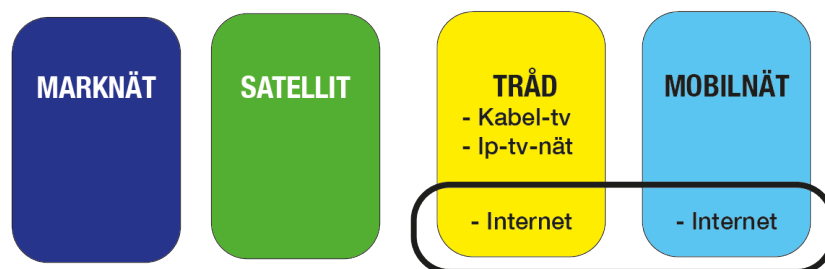 MARKNÄT
SATELLIT
TRÅD
- Kabel-tv
- Ip-tv-nät
- Internet
MOBILNÄT
- Internet